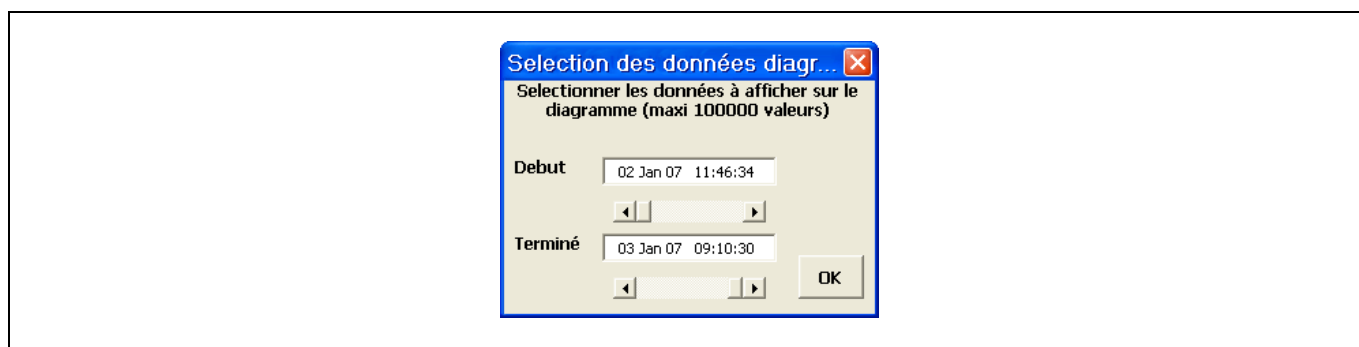 Selection des données diagr...
Selectionner les données à afficher sur le
diagramme (maxi 100000 valeurs)
Debut
02 Jan 07 11:46:34
Terminé
03 Jan 07 09:10:30
OK